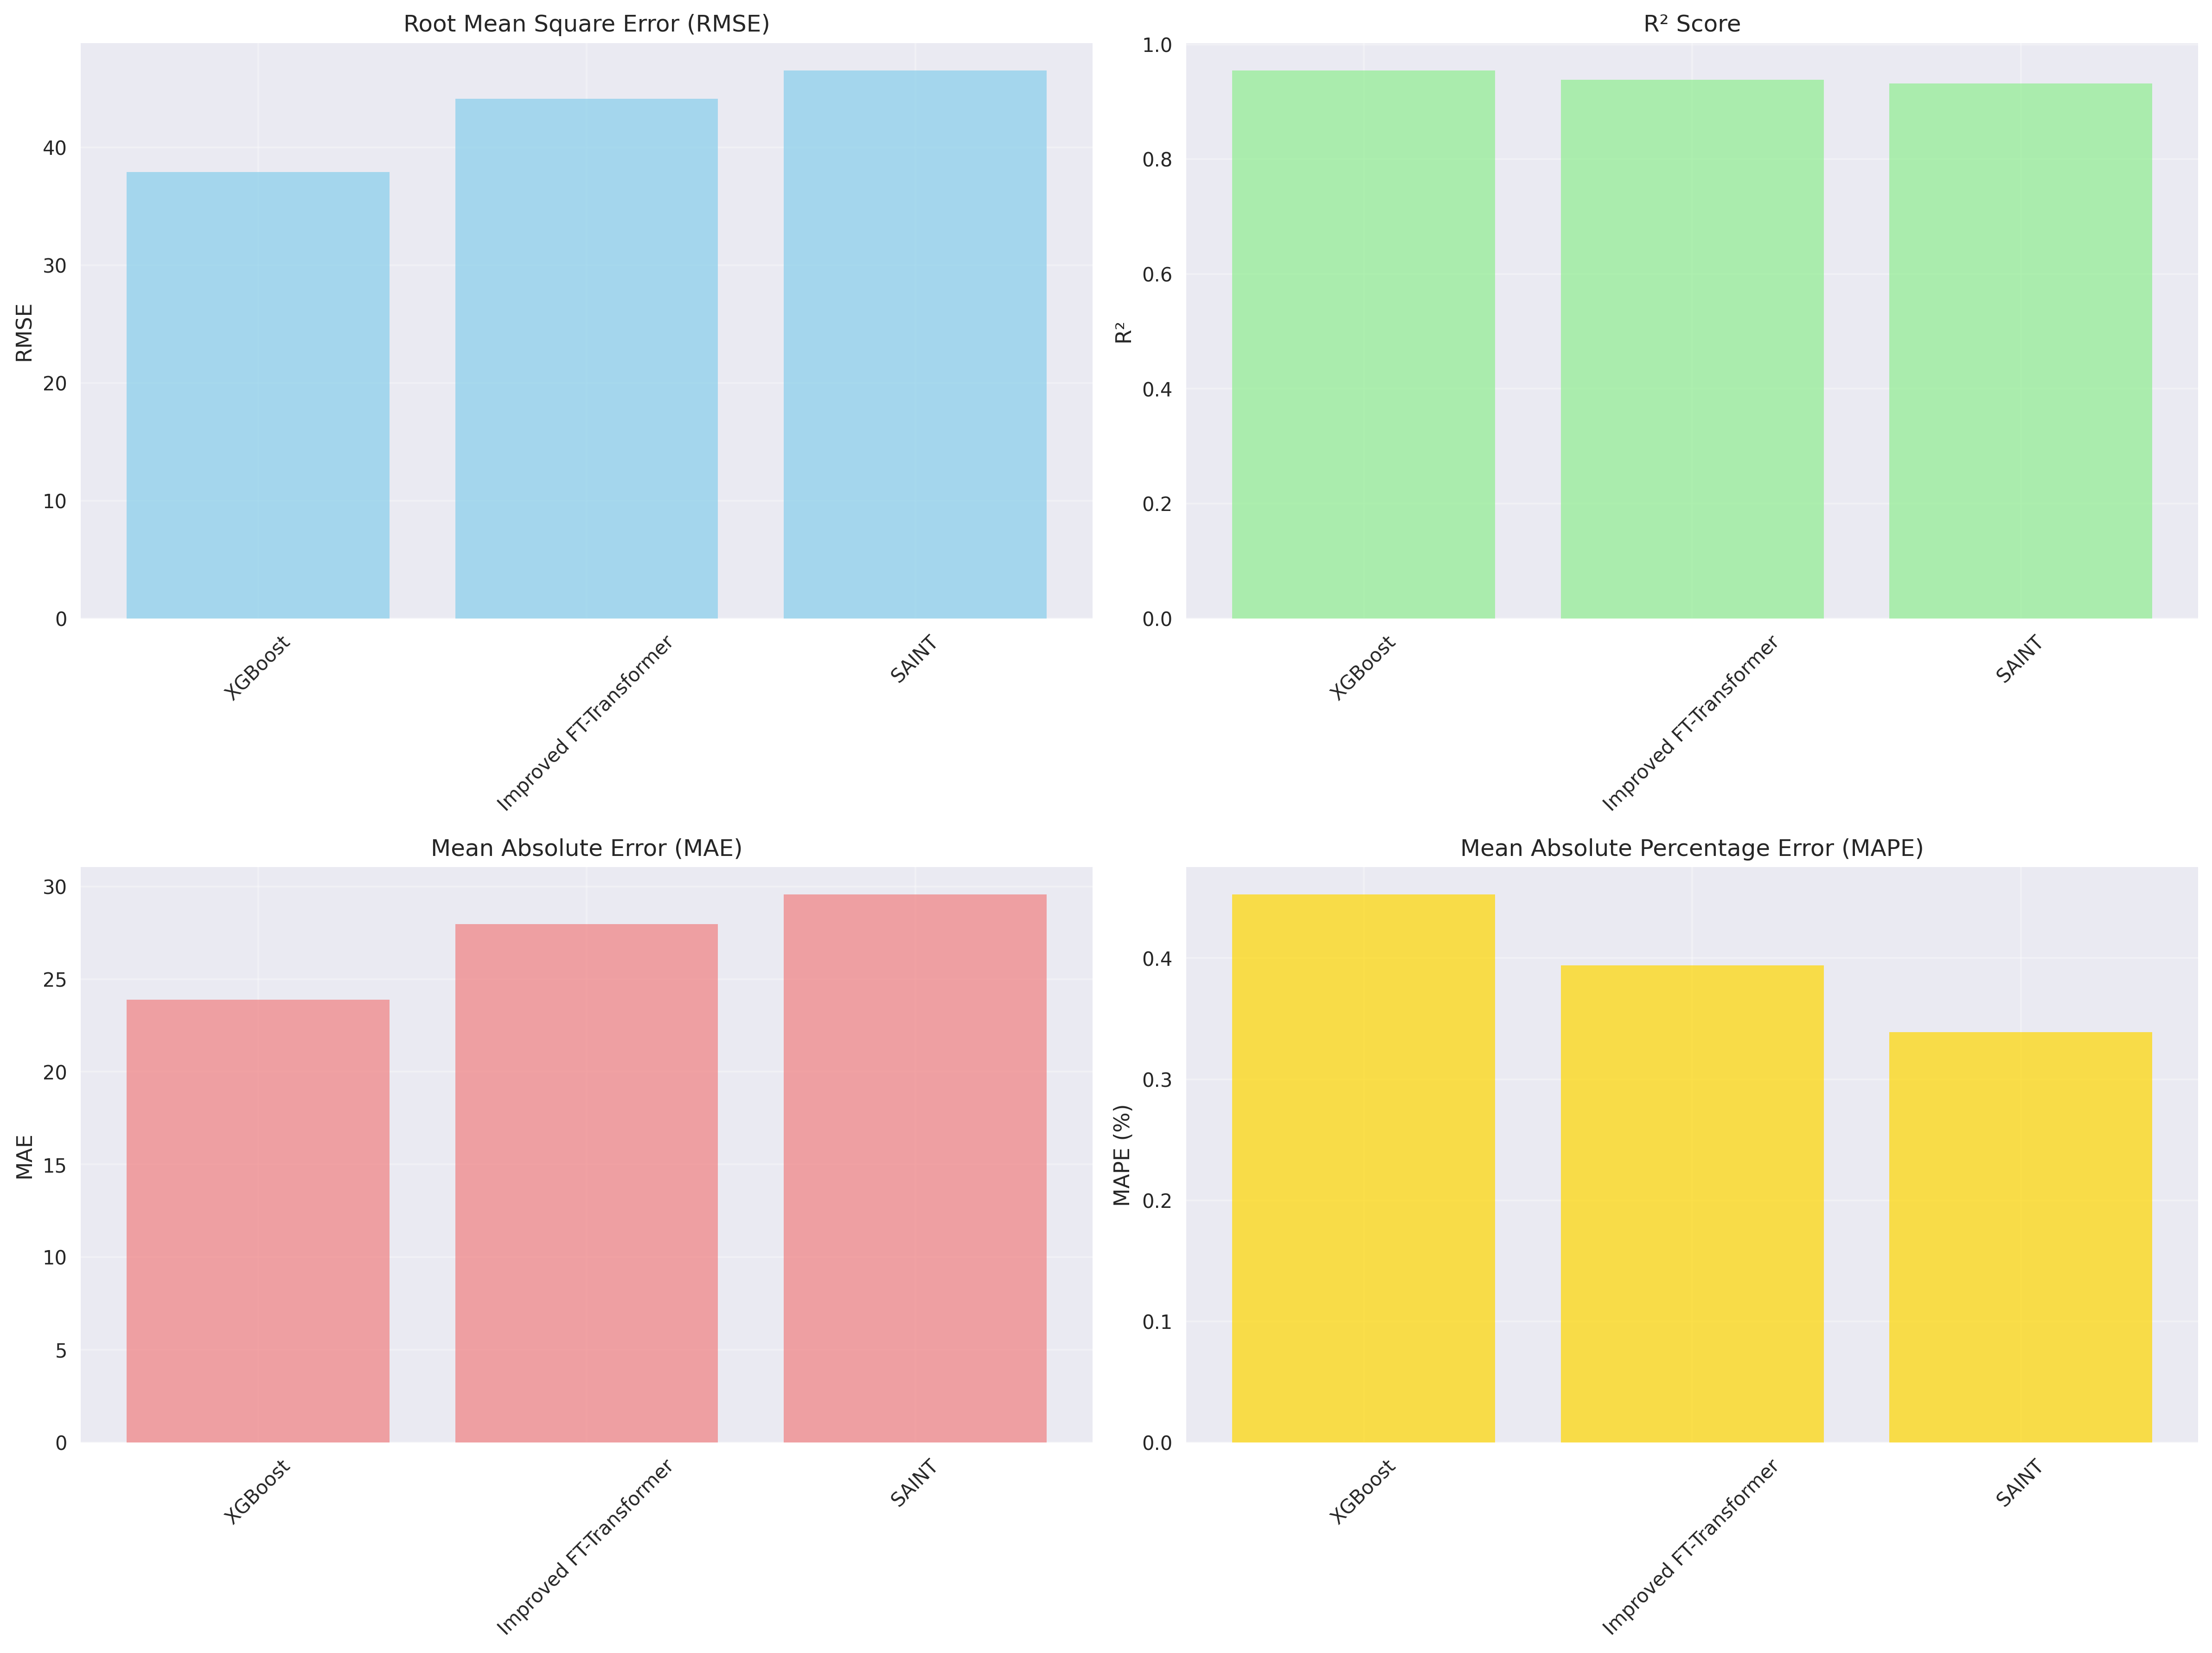 Root Mean Square Error (RMSE)
RMSE
40
30
20
10
0
XGBoost
Improved FT-Transformer
SAINT
R² Score
R²
1.0
0.8
0.6
0.4
0.2
0.0
XGBoost
Improved FT-Transformer
SAINT
Mean Absolute Error (MAE)
MAE
30
25
20
15
10
5
0
XGBoost
Improved FT-Transformer
SAINT
Mean Absolute Percentage Error (MAPE)
MAPE (%)
0.4
0.3
0.2
0.1
0.0
XGBoost
Improved FT-Transformer
SAINT